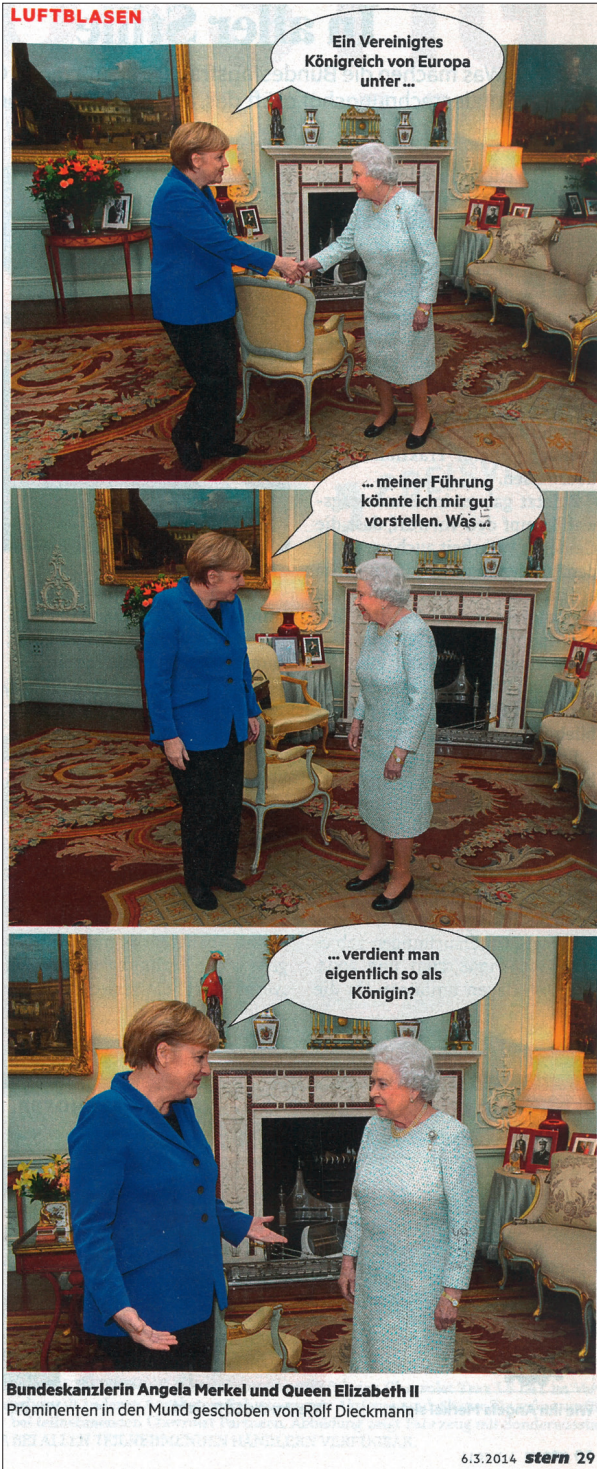 LUFTBLASEN
Ein Vereinigtes
Königreich von Europa
unter ...
... meiner Führung
könnte ich mir gut
vorstellen. Was ...
... verdient man
eigentlich so als
Königin?
Bundeskanzlerin Angela Merkel und Queen Elizabeth II
Prominenten in den Mund geschoben von Rolf Dieckmann
6.3.2014 stern 29